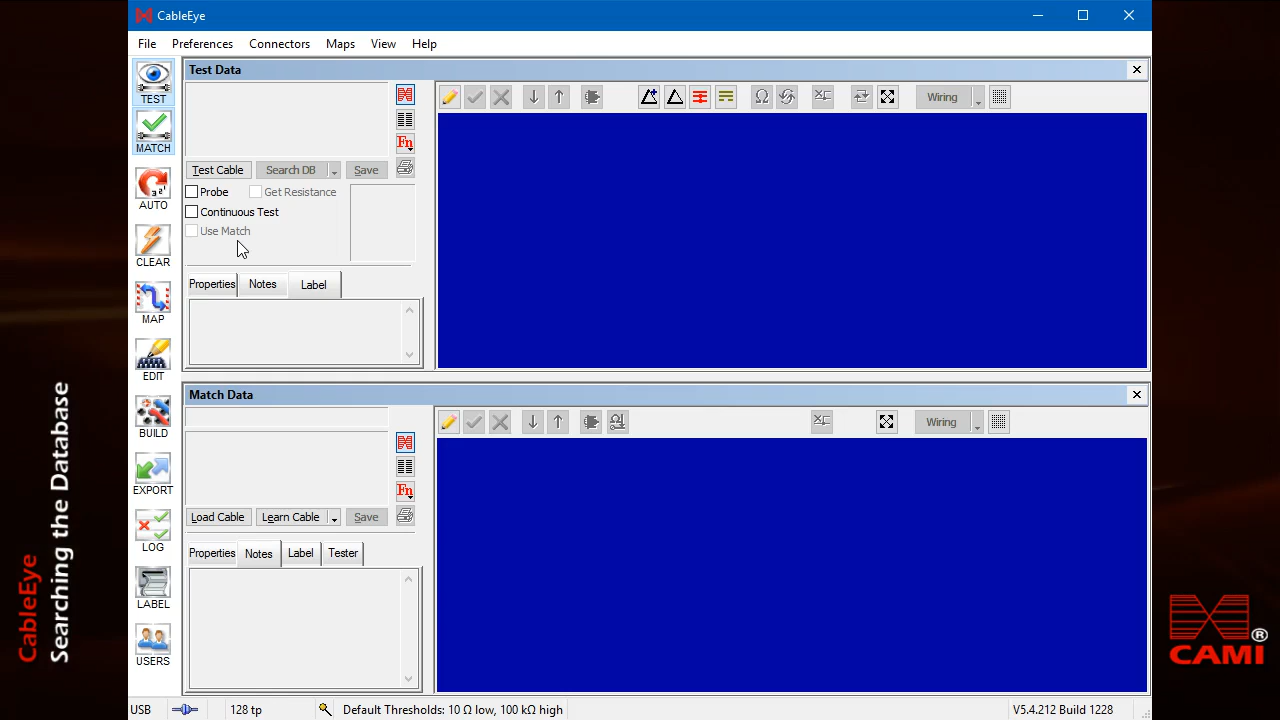 CableEye
File Preferences Connectors Maps View Help
TEST
MATCH
AUTO
CLEAR
MAP
EDIT
BUILD
EXPORT
LOG
LABEL
USERS
Test Data
Fn
Test Cable Search DB Save
Probe Get Resistance
Continuous Test
Use Match
Properties Notes Label
Ω Wiring
Match Data
Fn
Load Cable Learn Cable Save
Properties Notes Label Tester
Wiring
USB 128 tp Default Thresholds: 10 Ω low, 100 kΩ high V5.4.212 Build 1228
CableEye
Searching the Database
CAMI®